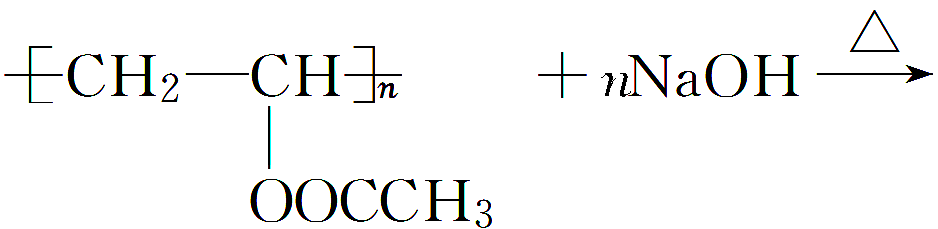 △
[CH₂—CH]ₙ + nNaOH →
OOCCH₃